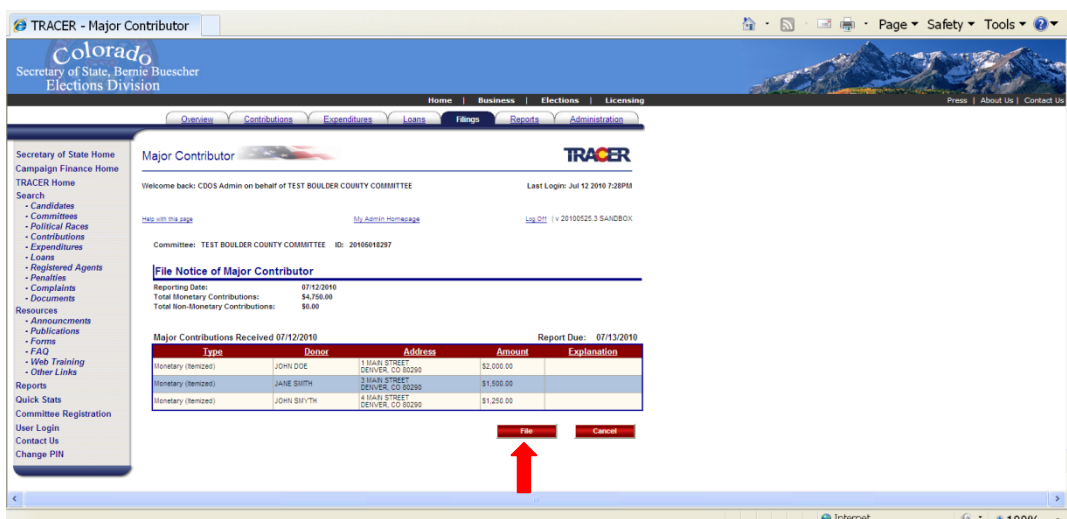 TRACER - Major Contributor
Page Safety Tools
Colorado
Secretary of State, Bernie Buescher
Elections Division
Home | Business | Elections | Licensing
Press | About Us | Contact Us
Overview Contributions Expenditures Loans Filings Reports Administration
Secretary of State Home
Campaign Finance Home
TRACER Home
Search
- Candidates
- Committees
- Political Races
- Contributions
- Expenditures
- Loans
- Registered Agents
- Penalties
- Complaints
- Documents
Resources
- Announcments
- Publications
- Forms
- FAQ
- Web Training
- Other Links
Reports
Quick Stats
Committee Registration
User Login
Contact Us
Change PIN
Major Contributor
TRACER
Welcome back: CDOS Admin on behalf of TEST BOULDER COUNTY COMMITTEE Last Login: Jul 12 2010 7:28PM
Help with this page My Admin Homepage Log Off | v 20100525.3 SANDBOX
Committee: TEST BOULDER COUNTY COMMITTEE ID: 20105018297
File Notice of Major Contributor
Reporting Date: 07/12/2010
Total Monetary Contributions: $4,750.00
Total Non-Monetary Contributions: $0.00
Major Contributions Received 07/12/2010 Report Due: 07/13/2010
Type Donor Address Amount Explanation
Monetary (Itemized) JOHN DOE 1 MAIN STREET $2,000.00
DENVER, CO 80290
Monetary (Itemized) JANE SMITH 3 MAIN STREET $1,500.00
DENVER, CO 80290
Monetary (Itemized) JOHN SMYTH 4 MAIN STREET $1,250.00
DENVER, CO 80290
File Cancel
Internet